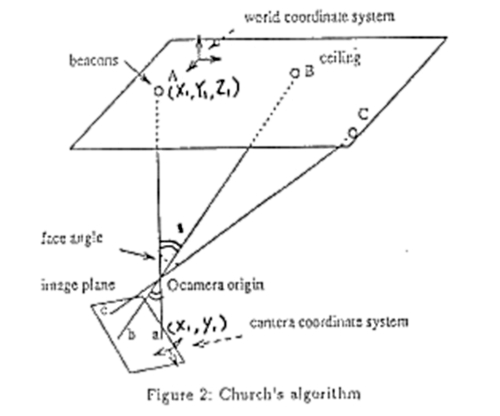 world coordinate system
beacons
ceiling
A
B
(X₁,Y₁,Z₁)
C
face angle
image plane
O camera origin
c
(x₁,y₁)
b
a
camera coordinate system
Figure 2: Church's algorithm